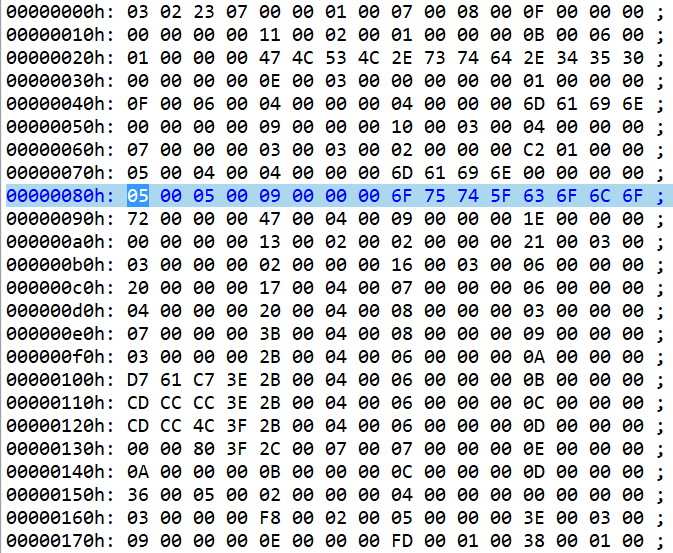 00000000h: 03 02 23 07 00 00 01 00 07 00 08 00 0F 00 00 00 ;
00000010h: 00 00 00 00 11 00 02 00 01 00 00 00 0B 00 06 00 ;
00000020h: 01 00 00 00 47 4C 53 4C 2E 73 74 64 2E 34 35 30 ;
00000030h: 00 00 00 00 0E 00 03 00 00 00 00 00 01 00 00 00 ;
00000040h: 0F 00 06 00 04 00 00 00 04 00 00 00 6D 61 69 6E ;
00000050h: 00 00 00 00 09 00 00 00 10 00 03 00 04 00 00 00 ;
00000060h: 07 00 00 00 03 00 03 00 02 00 00 00 C2 01 00 00 ;
00000070h: 05 00 04 00 04 00 00 00 6D 61 69 6E 00 00 00 00 ;
00000080h: 05 00 05 00 09 00 00 00 6F 75 74 5F 63 6F 6C 6F ;
00000090h: 72 00 00 00 47 00 04 00 09 00 00 00 1E 00 00 00 ;
000000a0h: 00 00 00 00 13 00 02 00 02 00 00 00 21 00 03 00 ;
000000b0h: 03 00 00 00 02 00 00 00 16 00 03 00 06 00 00 00 ;
000000c0h: 20 00 00 00 17 00 04 00 07 00 00 00 06 00 00 00 ;
000000d0h: 04 00 00 00 20 00 04 00 08 00 00 00 03 00 00 00 ;
000000e0h: 07 00 00 00 3B 00 04 00 08 00 00 00 09 00 00 00 ;
000000f0h: 03 00 00 00 2B 00 04 00 06 00 00 00 0A 00 00 00 ;
00000100h: D7 61 C7 3E 2B 00 04 00 06 00 00 00 0B 00 00 00 ;
00000110h: CD CC CC 3E 2B 00 04 00 06 00 00 00 0C 00 00 00 ;
00000120h: CD CC 4C 3F 2B 00 04 00 06 00 00 00 0D 00 00 00 ;
00000130h: 00 00 80 3F 2C 00 07 00 07 00 00 00 0E 00 00 00 ;
00000140h: 0A 00 00 00 0B 00 00 00 0C 00 00 00 0D 00 00 00 ;
00000150h: 36 00 05 00 02 00 00 00 04 00 00 00 00 00 00 00 ;
00000160h: 03 00 00 00 F8 00 02 00 05 00 00 00 3E 00 03 00 ;
00000170h: 09 00 00 00 0E 00 00 00 FD 00 01 00 38 00 01 00 ;